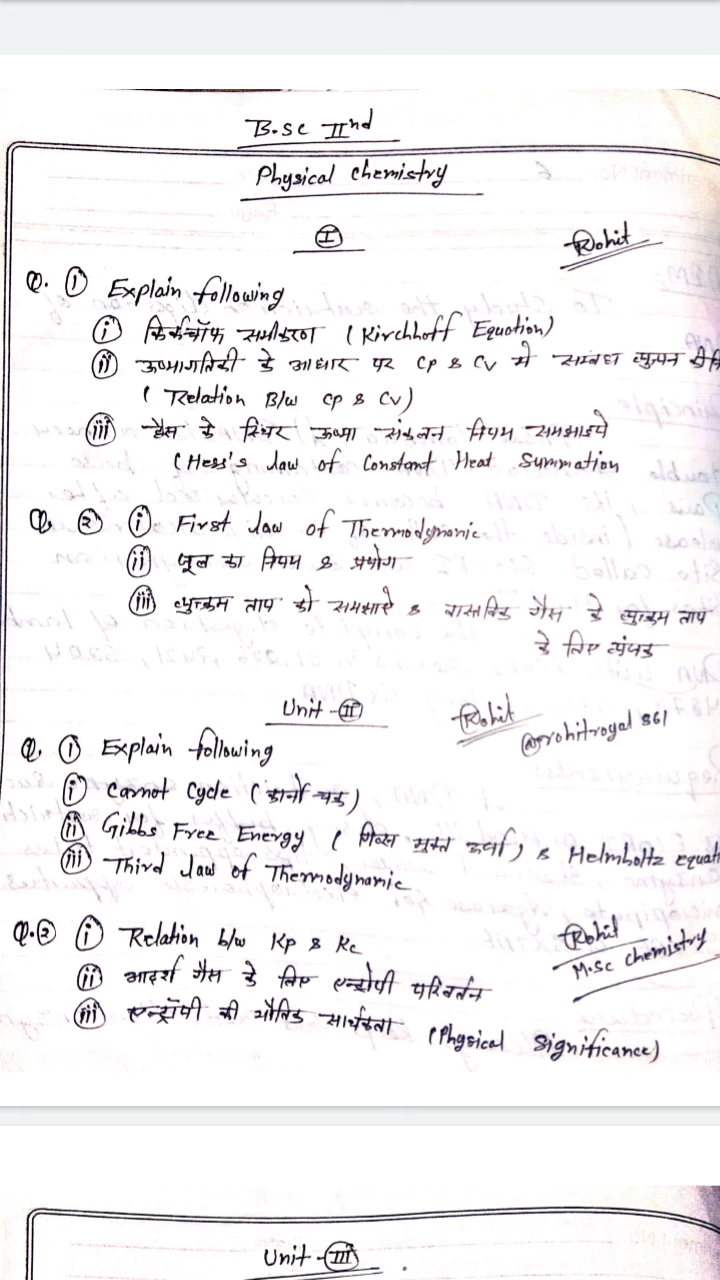 B.sc IInd
Physical chemistry
I
Rohit
Q. 1 Explain following
i किर्कचॉफ समीकरण ( Kirchhoff Equation)
ii ऊष्मागतिकी के आधार पर Cp & Cv में सम्बंध व्युत्पन्न
( Relation B/w Cp & Cv)
iii हैस के स्थिर ऊष्मा संकलन नियम समझाइये
( Hess's law of Constant Heat Summation
Q. 2 i First law of Thermodynamic
ii जूल का नियम & प्रयोग
iii व्युत्क्रम ताप को समझाये & वास्तविक गैस के व्युत्क्रम ताप
के लिए व्यंजक
Unit - II
Rohit
@rohitroyal861
Q. 1 Explain following
i Carnot Cycle ( कार्नो चक्र )
ii Gibbs Free Energy ( गिब्स मुक्त ऊर्जा ) & Helmholtz equat
iii Third law of Thermodynamic
Q. 2 i Relation b/w Kp & Kc
Rohit
M.sc chemistry
ii आदर्श गैस के लिए एन्ट्रोपी परिवर्तन
iii एन्ट्रॉपी की भौतिक सार्थकता (Physical Significance)
Unit - III